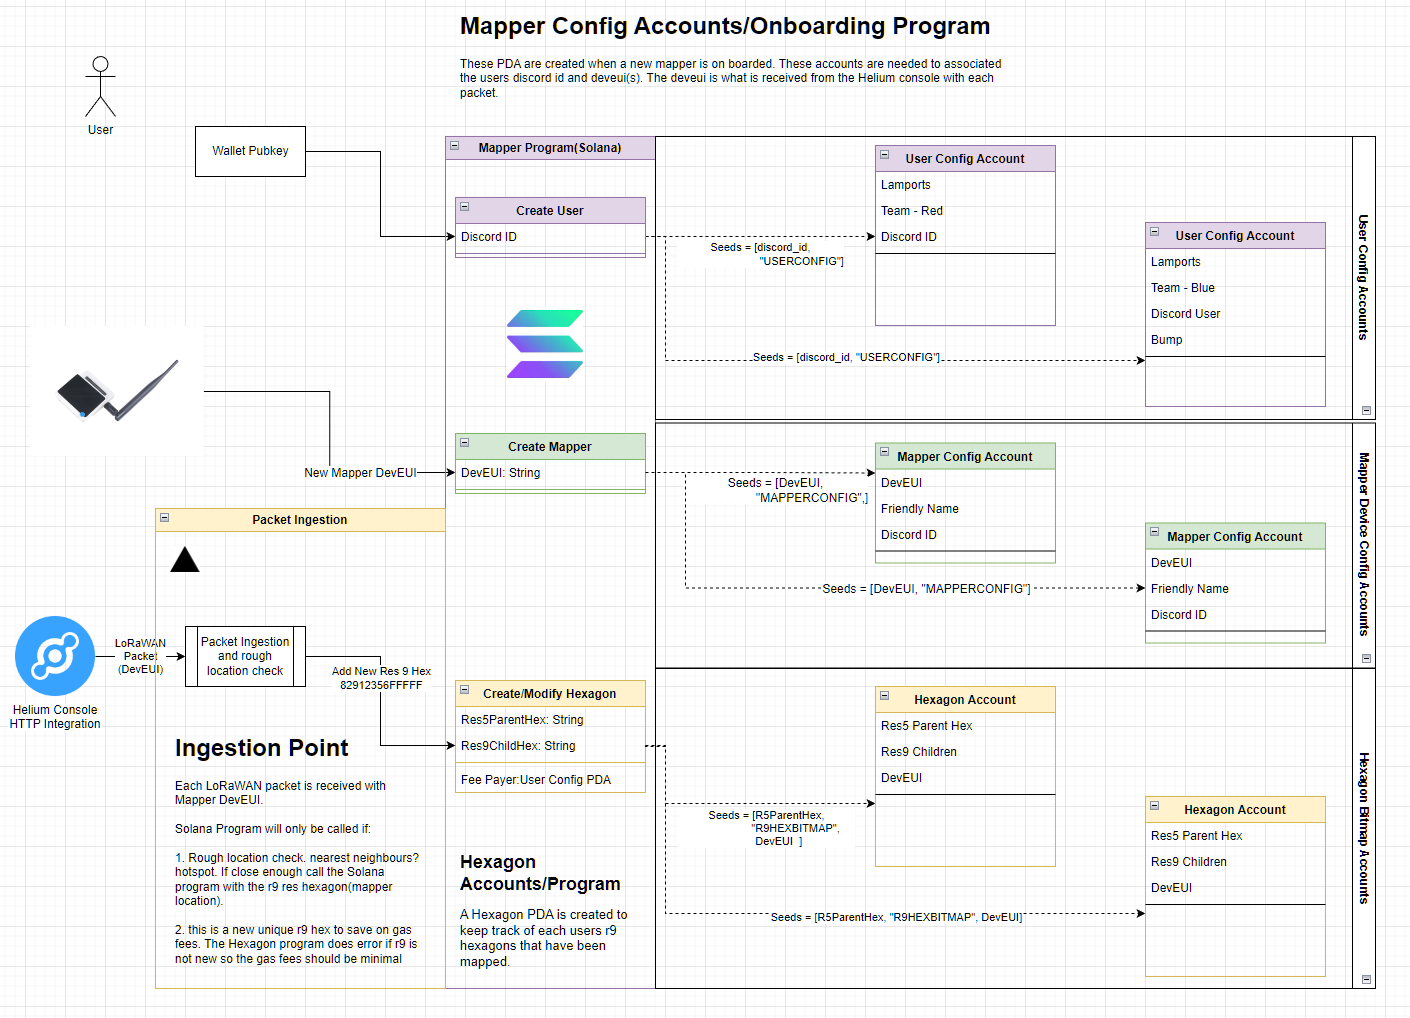 Mapper Config Accounts/Onboarding Program
These PDA are created when a new mapper is on boarded. These accounts are needed to associated
the users discord id and deveui(s). The deveui is what is received from the Helium console with each
packet.
User
Wallet Pubkey
Mapper Program(Solana)
Create User
Discord ID
Seeds = [discord_id,
"USERCONFIG"]
User Config Account
Lamports
Team - Red
Discord ID
User Config Account
Lamports
Team - Blue
Discord User
Bump
Seeds = [discord_id, "USERCONFIG"]
User Config Accounts
New Mapper DevEUI
Create Mapper
DevEUI: String
Seeds = [DevEUI,
"MAPPERCONFIG",]
Mapper Config Account
DevEUI
Friendly Name
Discord ID
Mapper Config Account
DevEUI
Friendly Name
Discord ID
Seeds = [DevEUI, "MAPPERCONFIG"]
Mapper Device Config Accounts
Packet Ingestion
Helium Console
HTTP Integration
LoRaWAN
Packet
(DevEUI)
Packet Ingestion
and rough
location check
Add New Res 9 Hex
82912356FFFFF
Create/Modify Hexagon
Res5ParentHex: String
Res9ChildHex: String
Fee Payer:User Config PDA
Ingestion Point
Each LoRaWAN packet is received with
Mapper DevEUI.
Solana Program will only be called if:
1. Rough location check. nearest neighbours?
hotspot. If close enough call the Solana
program with the r9 res hexagon(mapper
location).
2. this is a new unique r9 hex to save on gas
fees. The Hexagon program does error if r9 is
not new so the gas fees should be minimal
Hexagon
Accounts/Program
A Hexagon PDA is created to
keep track of each users r9
hexagons that have been
mapped.
Seeds = [R5ParentHex,
"R9HEXBITMAP",
DevEUI ]
Hexagon Account
Res5 Parent Hex
Res9 Children
DevEUI
Hexagon Account
Res5 Parent Hex
Res9 Children
DevEUI
Seeds = [R5ParentHex, "R9HEXBITMAP", DevEUI]
Hexagon Bitmap Accounts